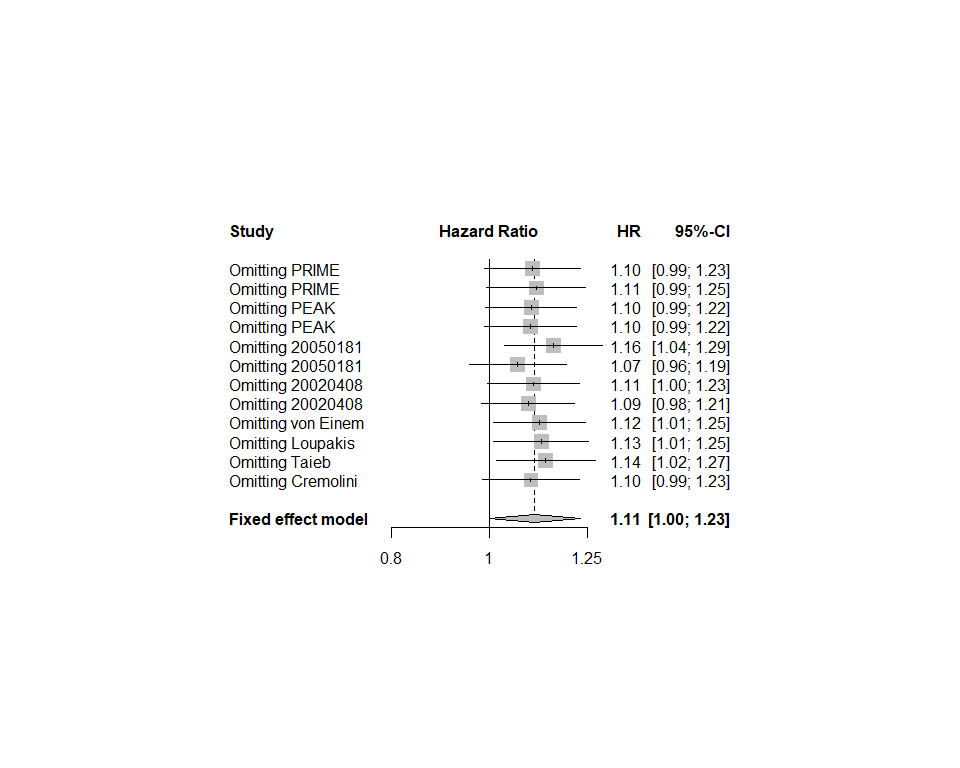 Study Hazard Ratio HR 95%-CI
Omitting PRIME 1.10 [0.99; 1.23]
Omitting PRIME 1.11 [0.99; 1.25]
Omitting PEAK 1.10 [0.99; 1.22]
Omitting PEAK 1.10 [0.99; 1.22]
Omitting 20050181 1.16 [1.04; 1.29]
Omitting 20050181 1.07 [0.96; 1.19]
Omitting 20020408 1.11 [1.00; 1.23]
Omitting 20020408 1.09 [0.98; 1.21]
Omitting von Einem 1.12 [1.01; 1.25]
Omitting Loupakis 1.13 [1.01; 1.25]
Omitting Taieb 1.14 [1.02; 1.27]
Omitting Cremolini 1.10 [0.99; 1.23]
Fixed effect model 1.11 [1.00; 1.23]
0.8 1 1.25